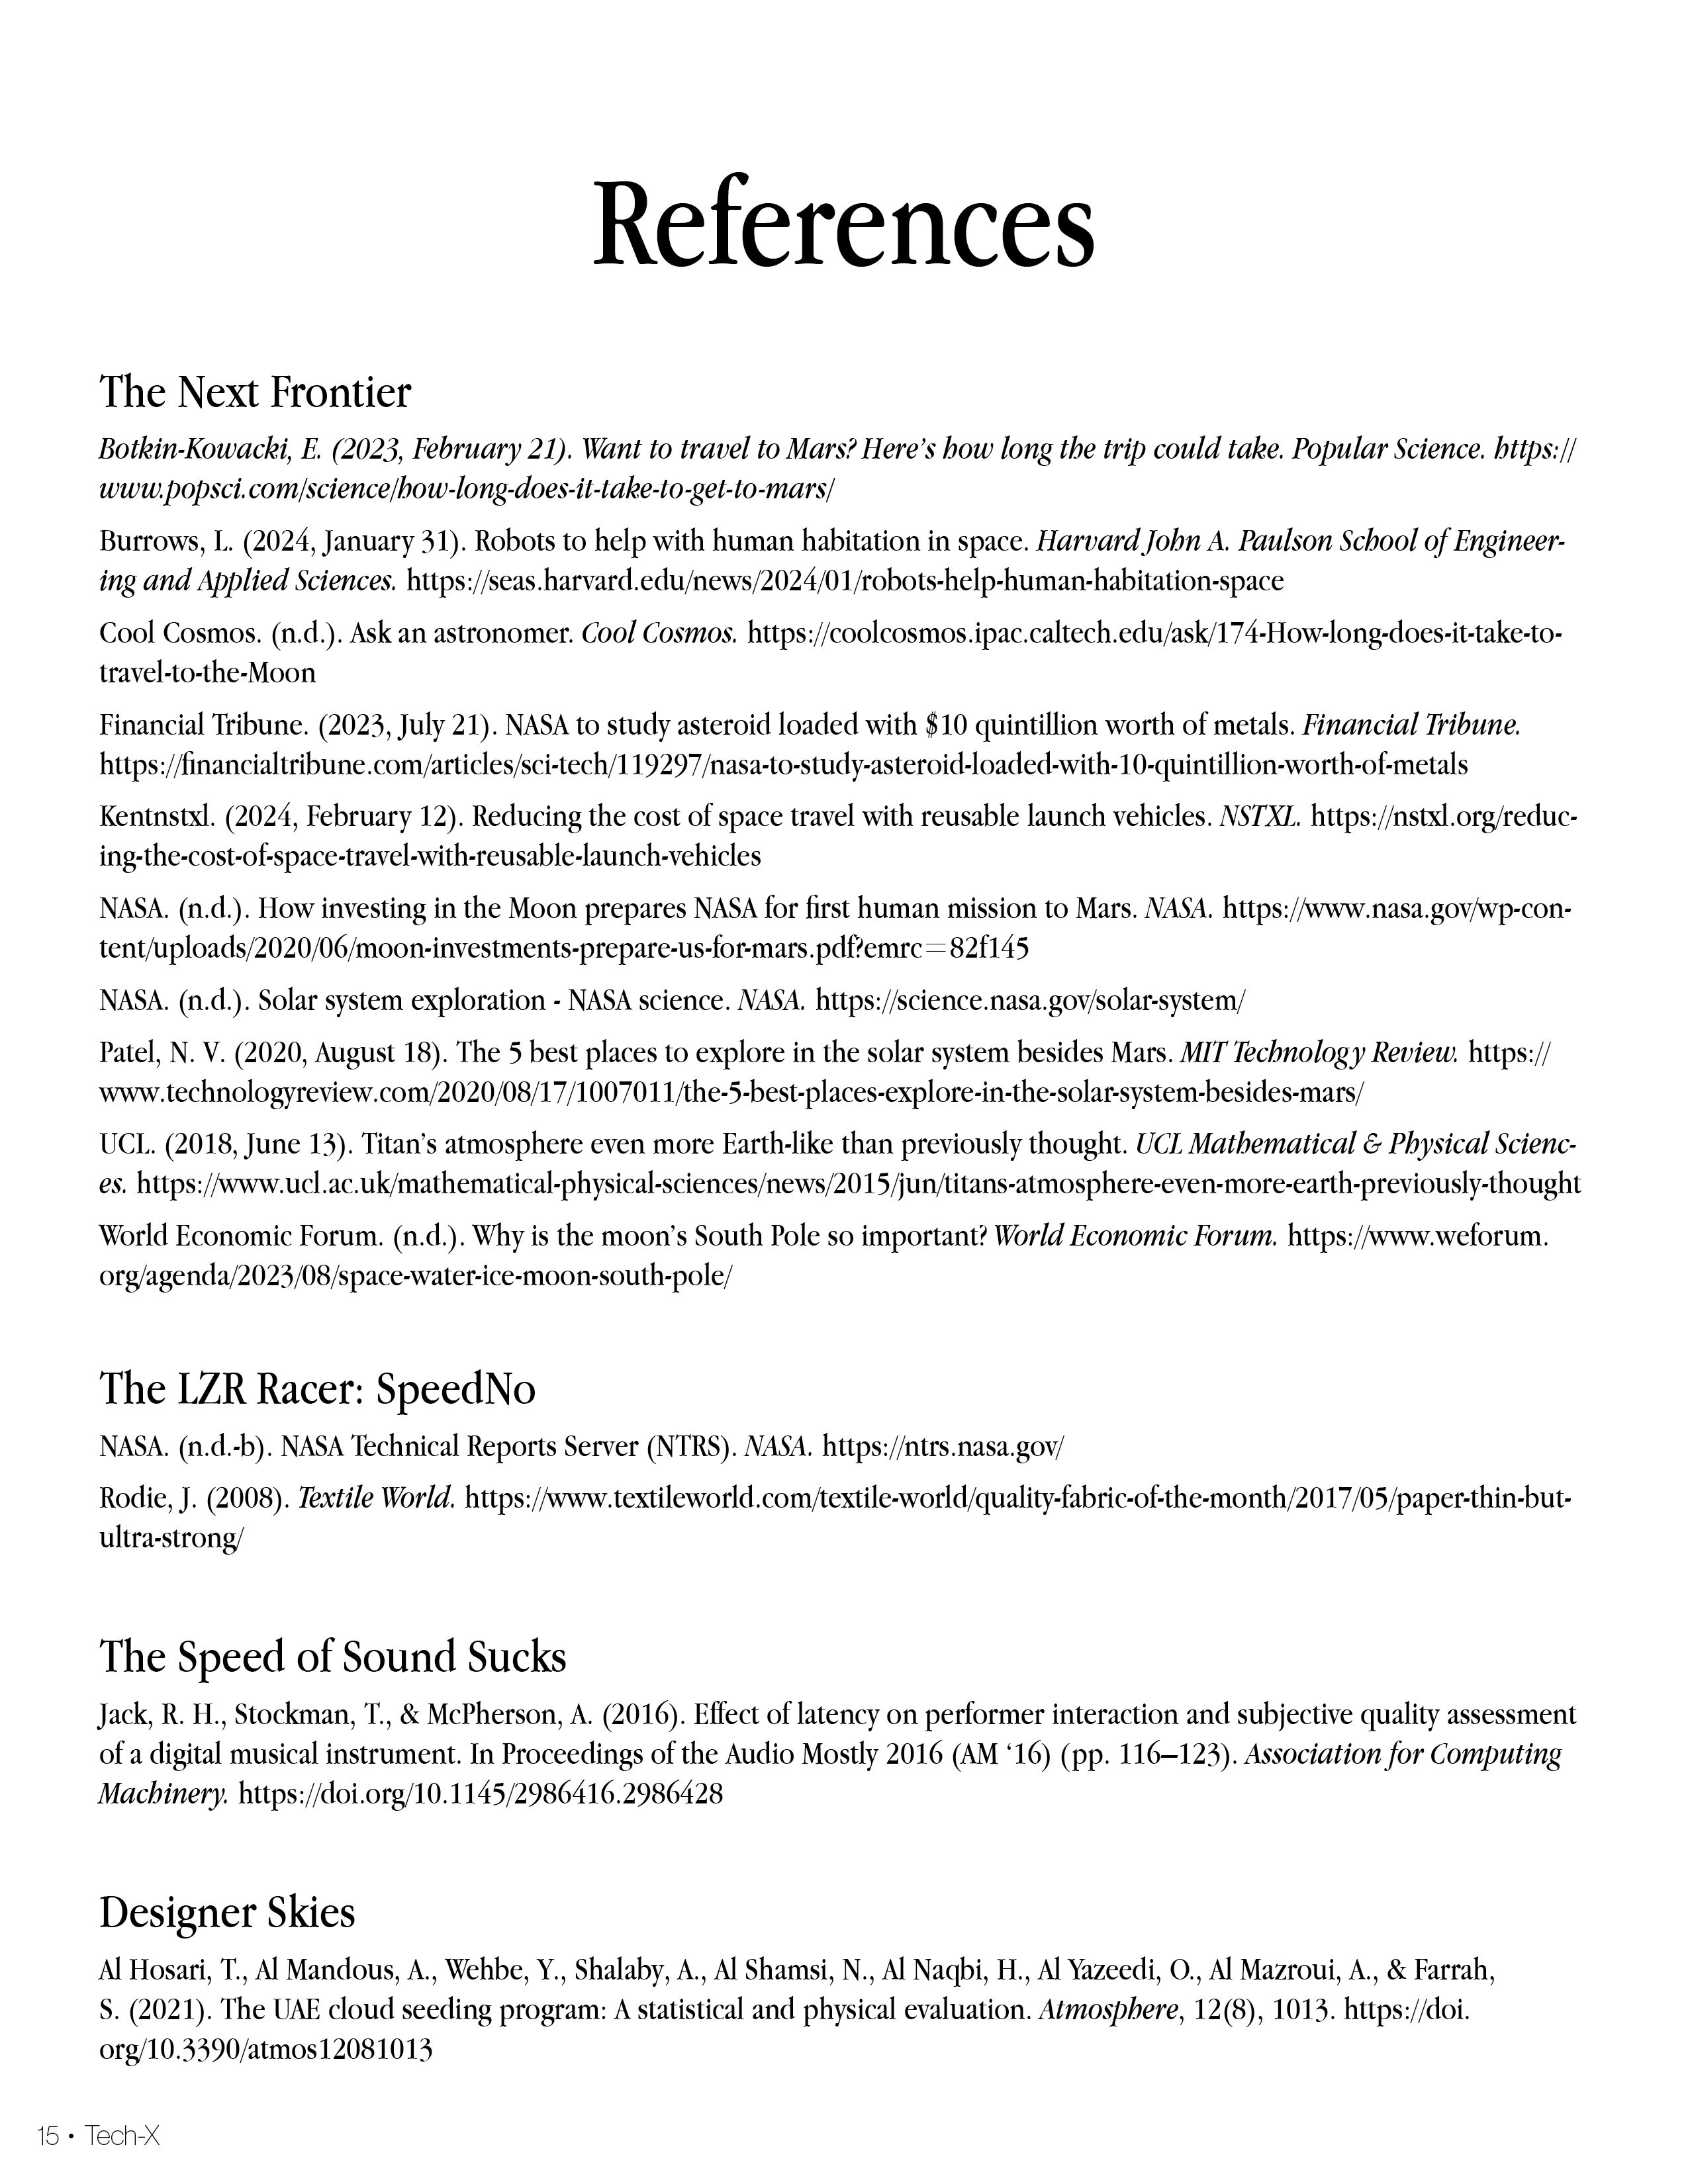 References
The Next Frontier
Botkin-Kowacki, E. (2023, February 21). Want to travel to Mars? Here’s how long the trip could take. Popular Science. https://
www.popsci.com/science/how-long-does-it-take-to-get-to-mars/
Burrows, L. (2024, January 31). Robots to help with human habitation in space. Harvard John A. Paulson School of Engineer-
ing and Applied Sciences. https://seas.harvard.edu/news/2024/01/robots-help-human-habitation-space
Cool Cosmos. (n.d.). Ask an astronomer. Cool Cosmos. https://coolcosmos.ipac.caltech.edu/ask/174-How-long-does-it-take-to-
travel-to-the-Moon
Financial Tribune. (2023, July 21). NASA to study asteroid loaded with $10 quintillion worth of metals. Financial Tribune.
https://financialtribune.com/articles/sci-tech/119297/nasa-to-study-asteroid-loaded-with-10-quintillion-worth-of-metals
Kentnstxl. (2024, February 12). Reducing the cost of space travel with reusable launch vehicles. NSTXL. https://nstxl.org/reduc-
ing-the-cost-of-space-travel-with-reusable-launch-vehicles
NASA. (n.d.). How investing in the Moon prepares NASA for first human mission to Mars. NASA. https://www.nasa.gov/wp-con-
tent/uploads/2020/06/moon-investments-prepare-us-for-mars.pdf?emrc=82f145
NASA. (n.d.). Solar system exploration - NASA science. NASA. https://science.nasa.gov/solar-system/
Patel, N. V. (2020, August 18). The 5 best places to explore in the solar system besides Mars. MIT Technology Review. https://
www.technologyreview.com/2020/08/17/1007011/the-5-best-places-explore-in-the-solar-system-besides-mars/
UCL. (2018, June 13). Titan’s atmosphere even more Earth-like than previously thought. UCL Mathematical & Physical Scienc-
es. https://www.ucl.ac.uk/mathematical-physical-sciences/news/2015/jun/titans-atmosphere-even-more-earth-previously-thought
World Economic Forum. (n.d.). Why is the moon’s South Pole so important? World Economic Forum. https://www.weforum.
org/agenda/2023/08/space-water-ice-moon-south-pole/
The LZR Racer: SpeedNo
NASA. (n.d.-b). NASA Technical Reports Server (NTRS). NASA. https://ntrs.nasa.gov/
Rodie, J. (2008). Textile World. https://www.textileworld.com/textile-world/quality-fabric-of-the-month/2017/05/paper-thin-but-
ultra-strong/
The Speed of Sound Sucks
Jack, R. H., Stockman, T., & McPherson, A. (2016). Effect of latency on performer interaction and subjective quality assessment
of a digital musical instrument. In Proceedings of the Audio Mostly 2016 (AM ‘16) (pp. 116–123). Association for Computing
Machinery. https://doi.org/10.1145/2986416.2986428
Designer Skies
Al Hosari, T., Al Mandous, A., Wehbe, Y., Shalaby, A., Al Shamsi, N., Al Naqbi, H., Al Yazeedi, O., Al Mazroui, A., & Farrah,
S. (2021). The UAE cloud seeding program: A statistical and physical evaluation. Atmosphere, 12(8), 1013. https://doi.
org/10.3390/atmos12081013
15 • Tech-X